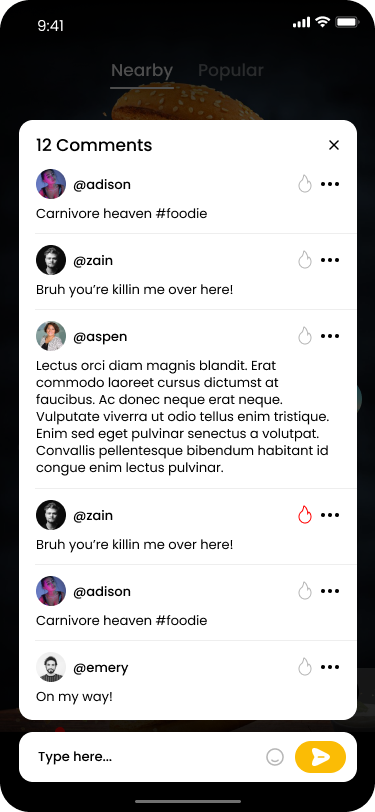 9:41
Nearby Popular
12 Comments
@adison
Carnivore heaven #foodie
@zain
Bruh you’re killin me over here!
@aspen
Lectus orci diam magnis blandit. Erat
commodo laoreet cursus dictumst at
faucibus. Ac donec neque erat neque.
Vulputate viverra ut odio tellus enim tristique.
Enim sed eget pulvinar senectus a volutpat.
Convallis pellentesque bibendum habitant id
congue enim lectus pulvinar.
@zain
Bruh you’re killin me over here!
@adison
Carnivore heaven #foodie
@emery
On my way!
Type here...